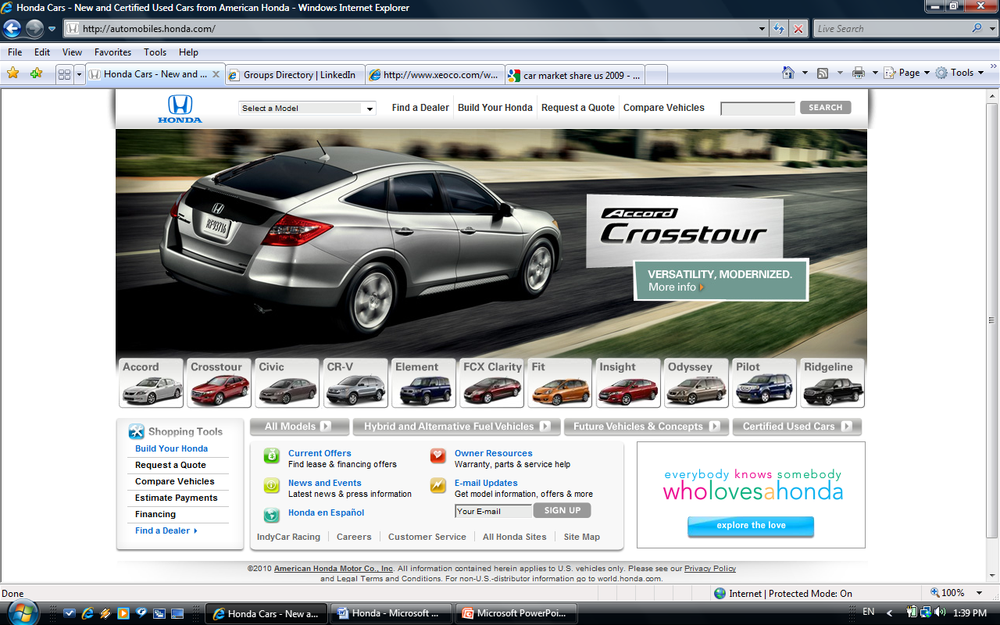 Honda Cars - New and Certified Used Cars from American Honda - Windows Internet Explorer
http://automobiles.honda.com/
Live Search
File Edit View Favorites Tools Help
Honda Cars - New and ... Groups Directory | LinkedIn http://www.xeoco.com/w... car market share us 2009 - ... Page Tools
HONDA Select a Model Find a Dealer Build Your Honda Request a Quote Compare Vehicles SEARCH
RF93716
Accord
Crosstour
VERSATILITY, MODERNIZED.
More info
Accord Crosstour Civic CR-V Element FCX Clarity Fit Insight Odyssey Pilot Ridgeline
All Models Hybrid and Alternative Fuel Vehicles Future Vehicles & Concepts Certified Used Cars
Shopping Tools
Build Your Honda
Request a Quote
Compare Vehicles
Estimate Payments
Financing
Find a Dealer
Current Offers
Find lease & financing offers
News and Events
Latest news & press information
Honda en Español
Owner Resources
Warranty, parts & service help
E-mail Updates
Get model information, offers & more
Your E-mail SIGN UP
IndyCar Racing Careers Customer Service All Honda Sites Site Map
everybody knows somebody
wholovesahonda
explore the love
©2010 American Honda Motor Co., Inc. All information contained herein applies to U.S. vehicles only. Please see our Privacy Policy
and Legal Terms and Conditions. For non-U.S.-distributor information go to world.honda.com.
Done Internet | Protected Mode: On 100%
Honda Cars - New a... Honda - Microsoft ... Microsoft PowerPoi... EN 1:39 PM